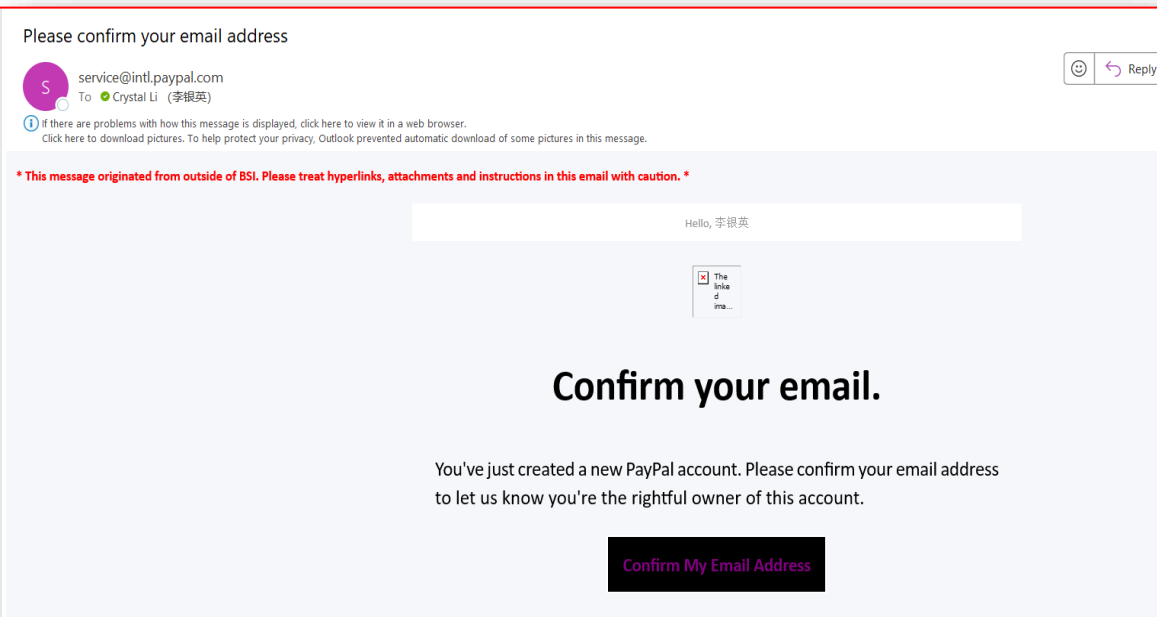 Please confirm your email address
S
service@intl.paypal.com
To Crystal Li (李银英)
Reply
If there are problems with how this message is displayed, click here to view it in a web browser.
Click here to download pictures. To help protect your privacy, Outlook prevented automatic download of some pictures in this message.
* This message originated from outside of BSI. Please treat hyperlinks, attachments and instructions in this email with caution. *
Hello, 李银英
The
linke
d
ima...
Confirm your email.
You've just created a new PayPal account. Please confirm your email address
to let us know you're the rightful owner of this account.
Confirm My Email Address